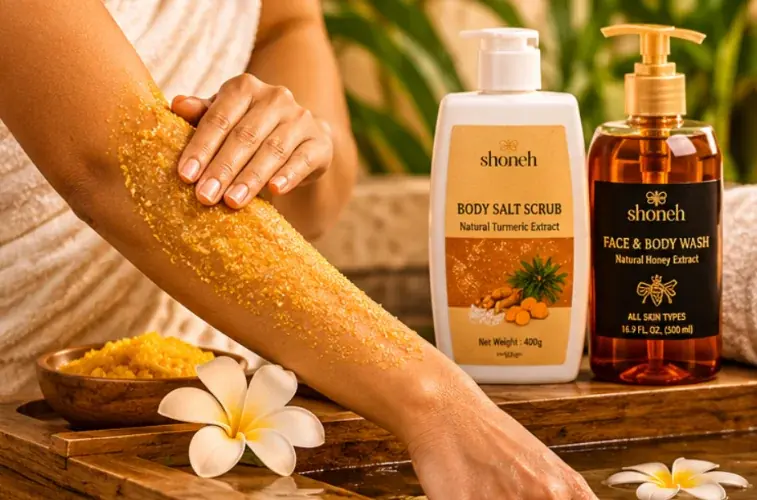 shoneh
BODY SALT SCRUB
Natural Turmeric Extract
Net Weight : 400g
shoneh
FACE & BODY WASH
Natural Honey Extract
ALL SKIN TYPES
16.9 FL. OZ, (500 ml)